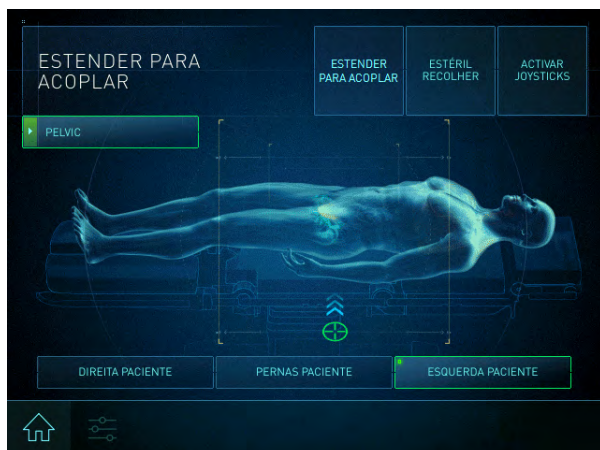 ESTENDER PARA
ACOPLAR
ESTENDER
PARA ACOPLAR
ESTÉRIL
RECOLHER
ACTIVAR
JOYSTICKS
PELVIC
DIREITA PACIENTE
PERNAS PACIENTE
ESQUERDA PACIENTE